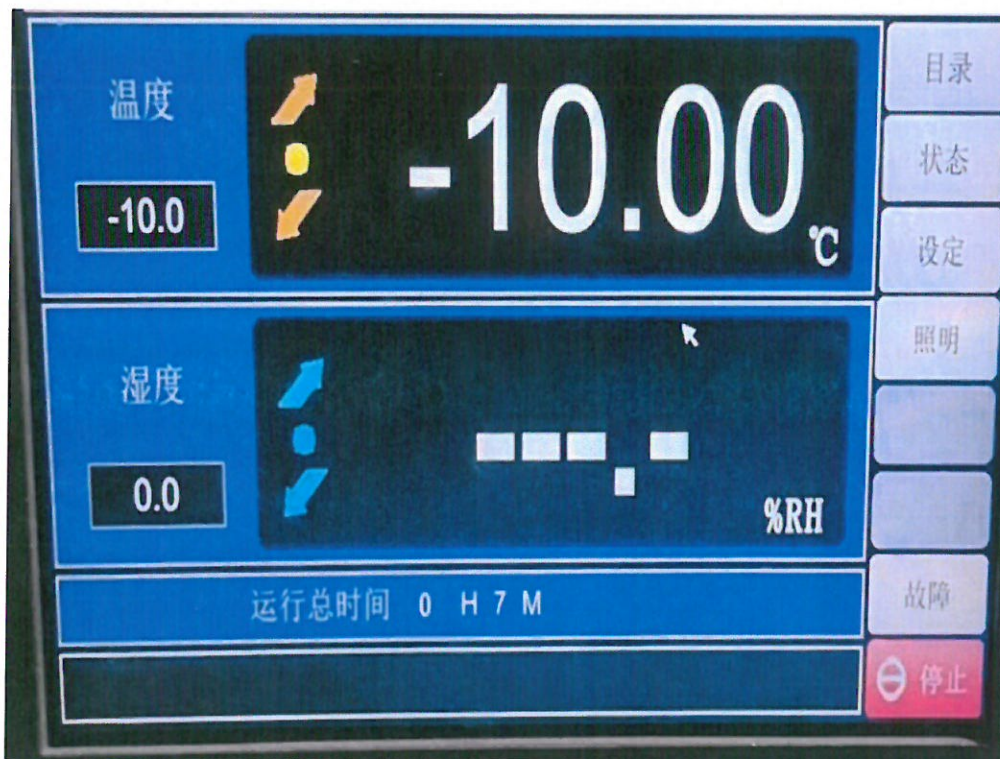 温度
-10.0
-10.00
℃
湿度
0.0
---.-
%RH
运行总时间 0 H 7 M
目录
状态
设定
照明
故障
停止